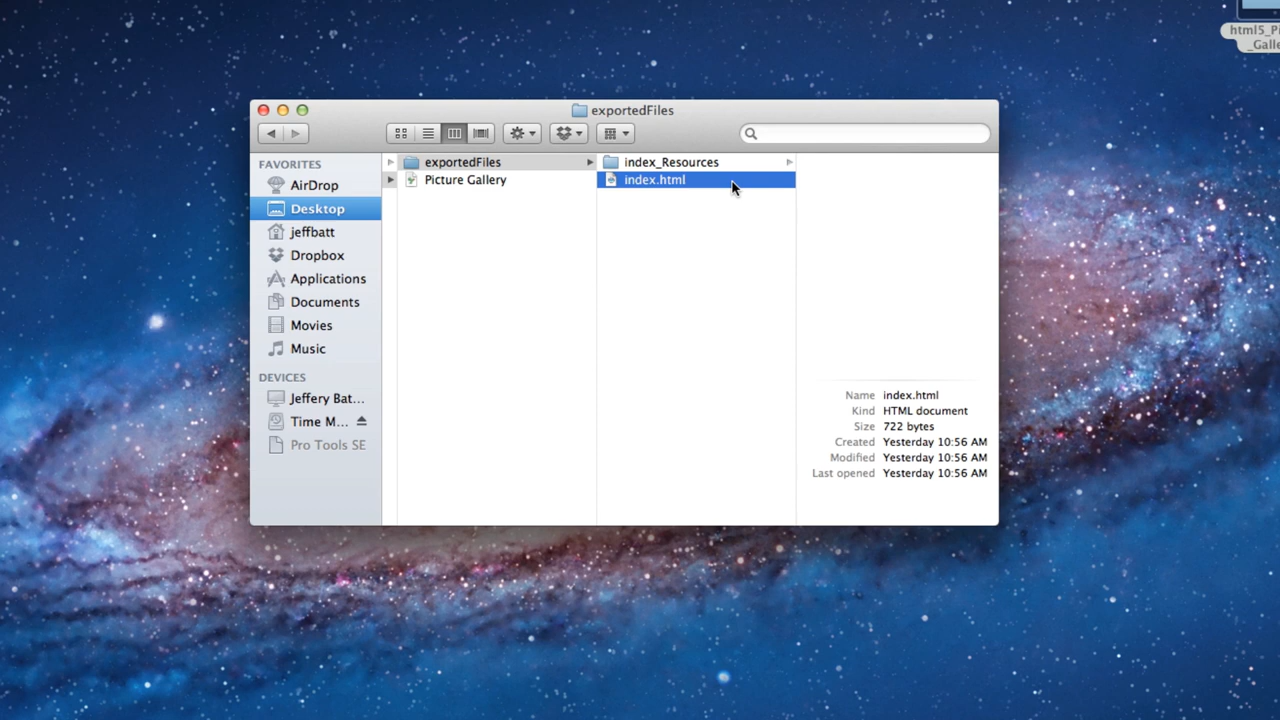 html5_Pi
_Galle
exportedFiles
FAVORITES
AirDrop
Desktop
jeffbatt
Dropbox
Applications
Documents
Movies
Music
DEVICES
Jeffery Bat...
Time M...
Pro Tools SE
exportedFiles
Picture Gallery
index_Resources
index.html
Name index.html
Kind HTML document
Size 722 bytes
Created Yesterday 10:56 AM
Modified Yesterday 10:56 AM
Last opened Yesterday 10:56 AM